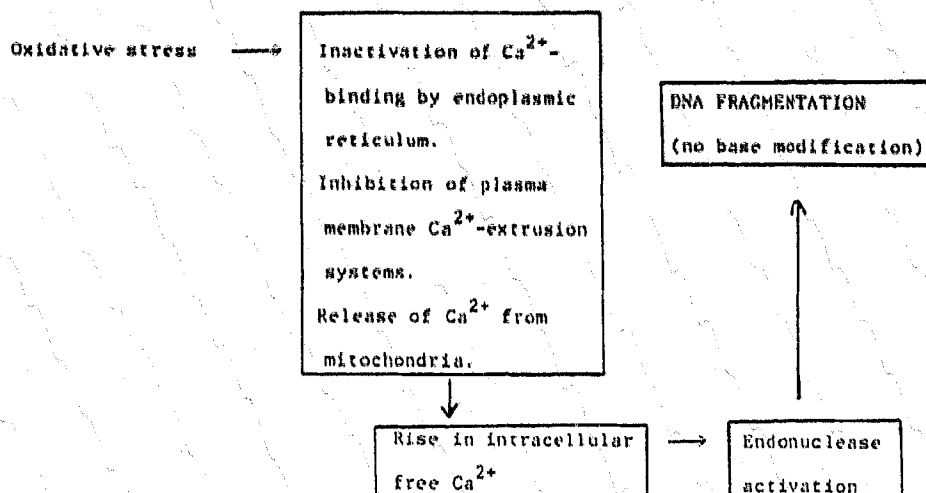 Oxidative stress
Inactivation of Ca²⁺-
binding by endoplasmic
reticulum.
Inhibition of plasma
membrane Ca²⁺-extrusion
systems.
Release of Ca²⁺ from
mitochondria.
Rise in intracellular
free Ca²⁺
Endonuclease
activation
DNA FRAGMENTATION
(no base modification)